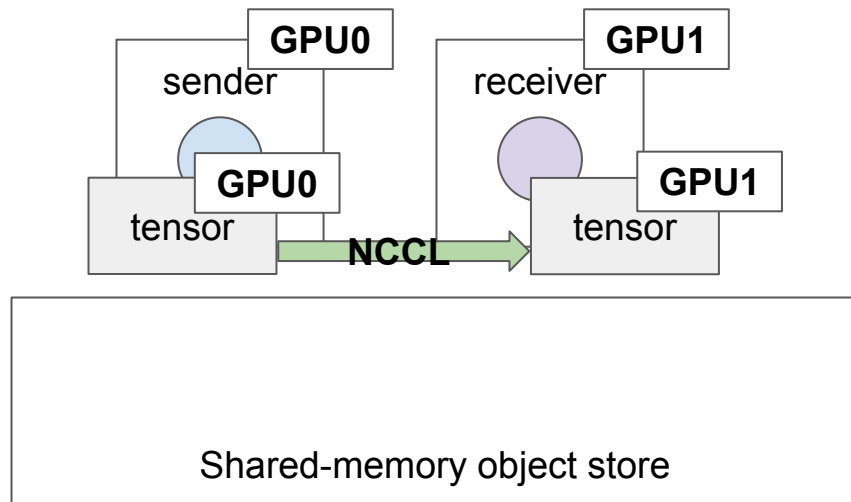 GPU0
GPU1
sender
receiver
GPU0
GPU1
tensor
tensor
NCCL
Shared-memory object store